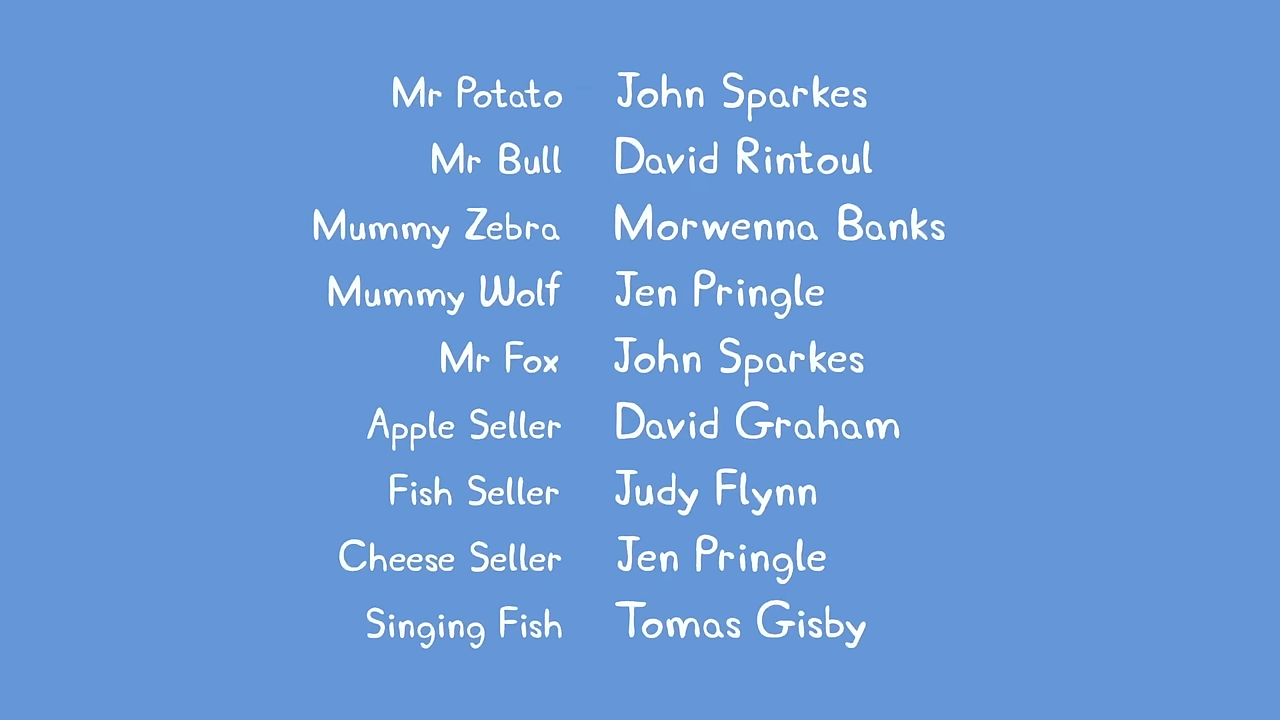 Mr Potato John Sparkes
Mr Bull David Rintoul
Mummy Zebra Morwenna Banks
Mummy Wolf Jen Pringle
Mr Fox John Sparkes
Apple Seller David Graham
Fish Seller Judy Flynn
Cheese Seller Jen Pringle
Singing Fish Tomas Gisby